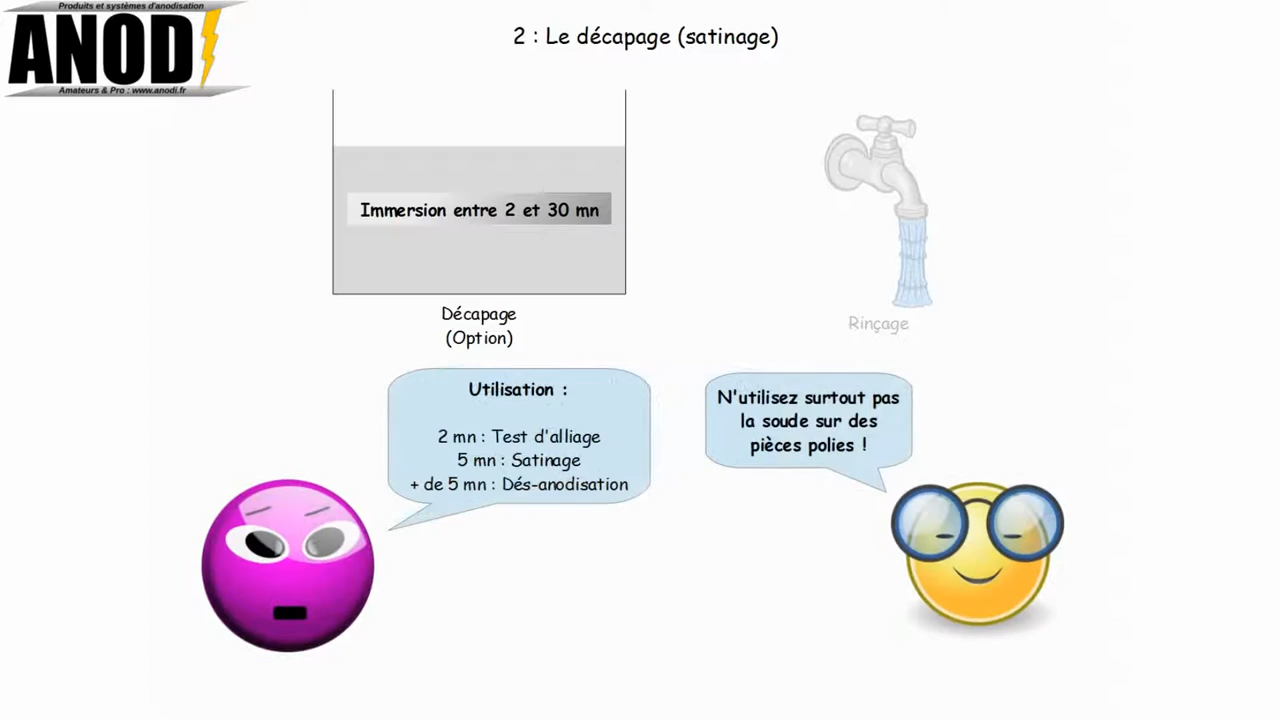 Produits et systèmes d'anodisation
ANODI
Amateurs & Pro : www.anodi.fr
2 : Le décapage (satinage)
Immersion entre 2 et 30 mn
Décapage
(Option)
Rinçage
Utilisation :
2 mn : Test d'alliage
5 mn : Satinage
+ de 5 mn : Dés-anodisation
N'utilisez surtout pas
la soude sur des
pièces polies !